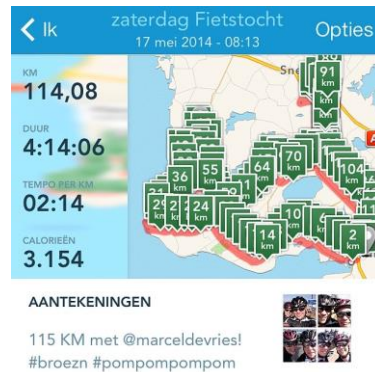 Ik
zaterdag Fietstocht
Opties
17 mei 2014 - 08:13
KM
114,08
DUUR
4:14:06
TEMPO PER KM
02:14
CALORIEËN
3.154
91
km
km
km
70
km
104
km
64
km
55
km
36
km
24
km
10
km
14
km
2
km
AANTEKENINGEN
115 KM met @marceldevries!
#broezn #pompompompom